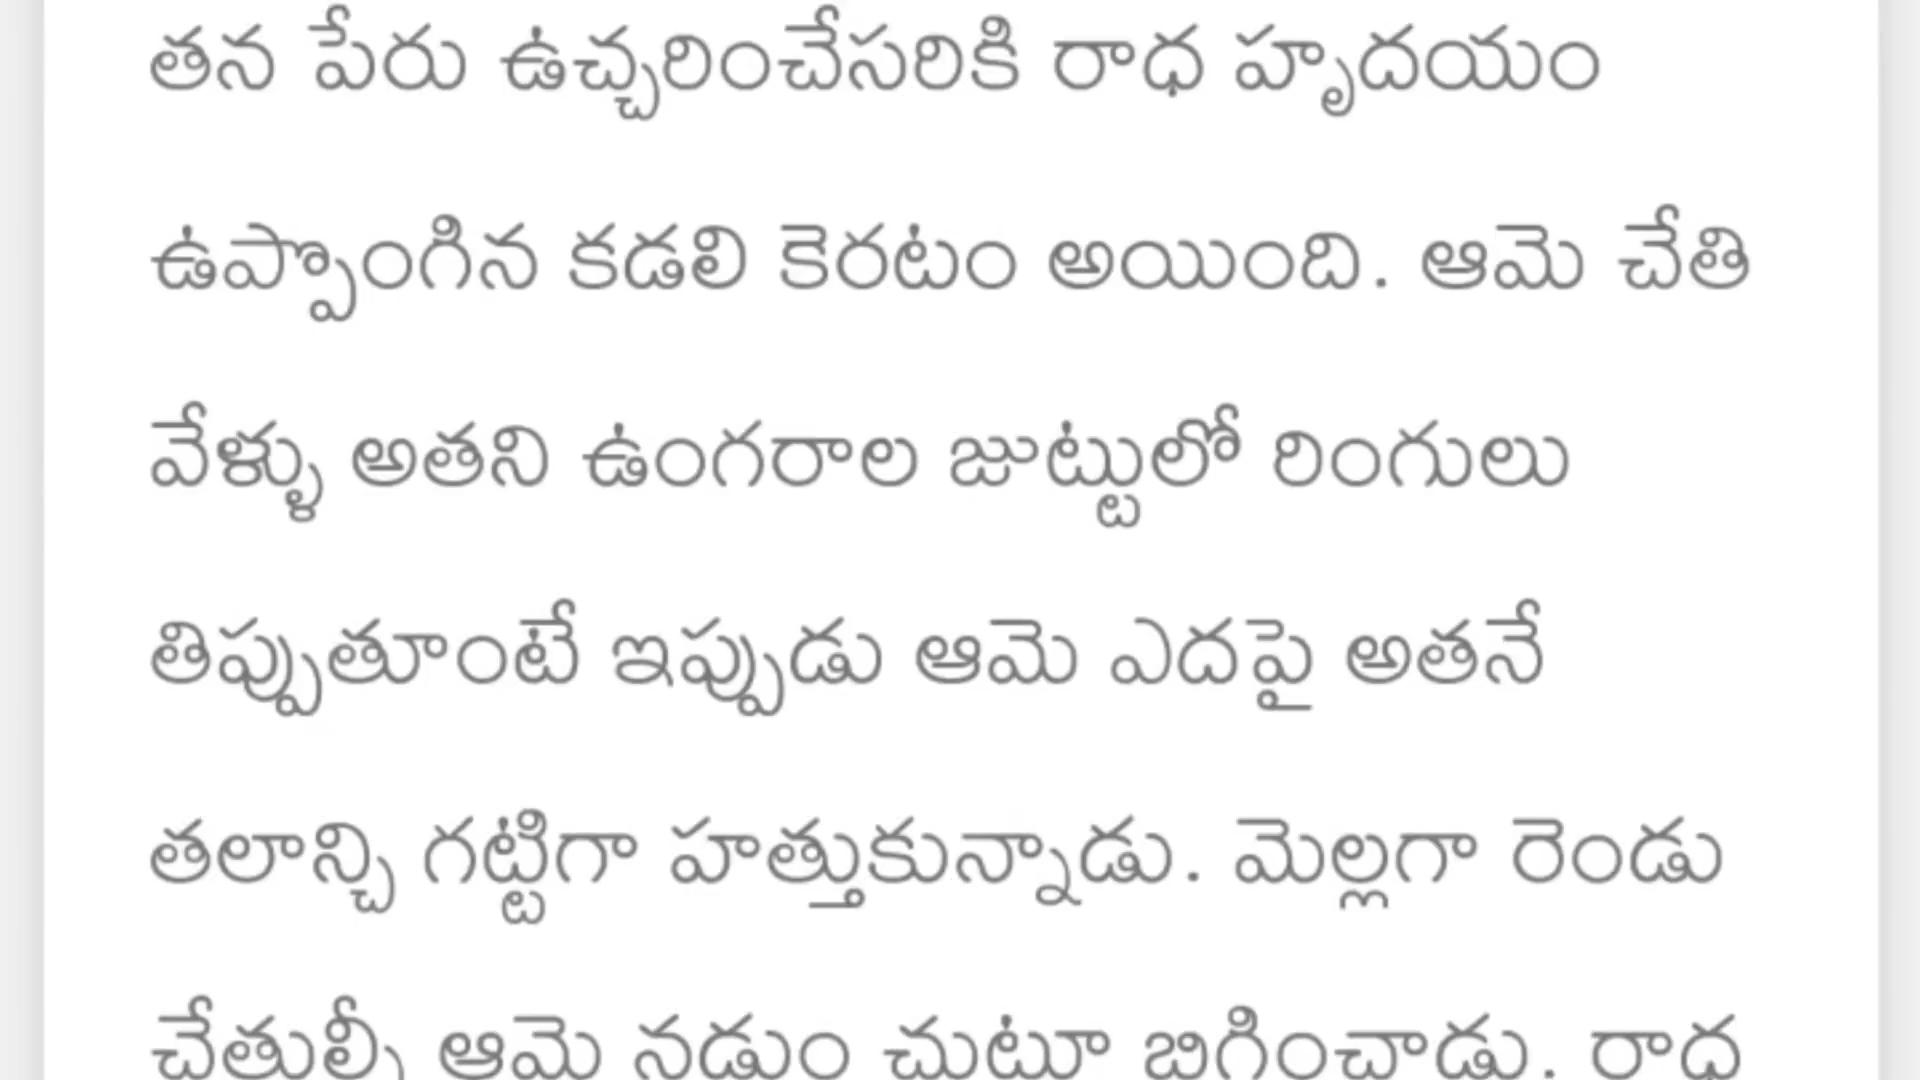 తన పేరు ఉచ్చరించేసరికి రాధ హృదయం
ఉప్పొంగిన కడలి కెరటం అయింది. ఆమె చేతి
వేళ్ళు అతని ఉంగరాల జుట్టులో రింగులు
తిప్పుతూంటే ఇప్పుడు ఆమె ఎదపై అతనే
తలాన్చి గట్టిగా హత్తుకున్నాడు. మెల్లగా రెండు
చేతుల్నీ ఆమె నడుం చుటూ బిగించాడు. రాధ